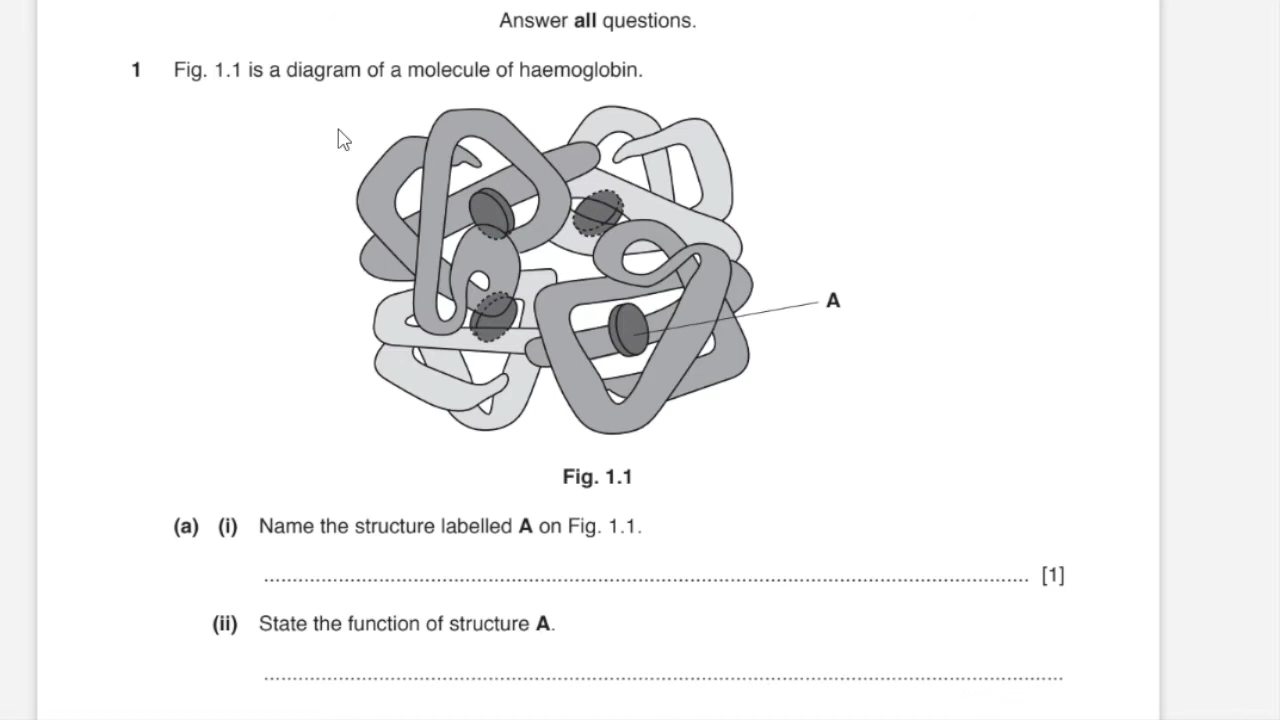 Answer all questions.
1 Fig. 1.1 is a diagram of a molecule of haemoglobin.
A
Fig. 1.1
(a) (i) Name the structure labelled A on Fig. 1.1.
.......................................................................................................................................... [1]
(ii) State the function of structure A.
..........................................................................................................................................